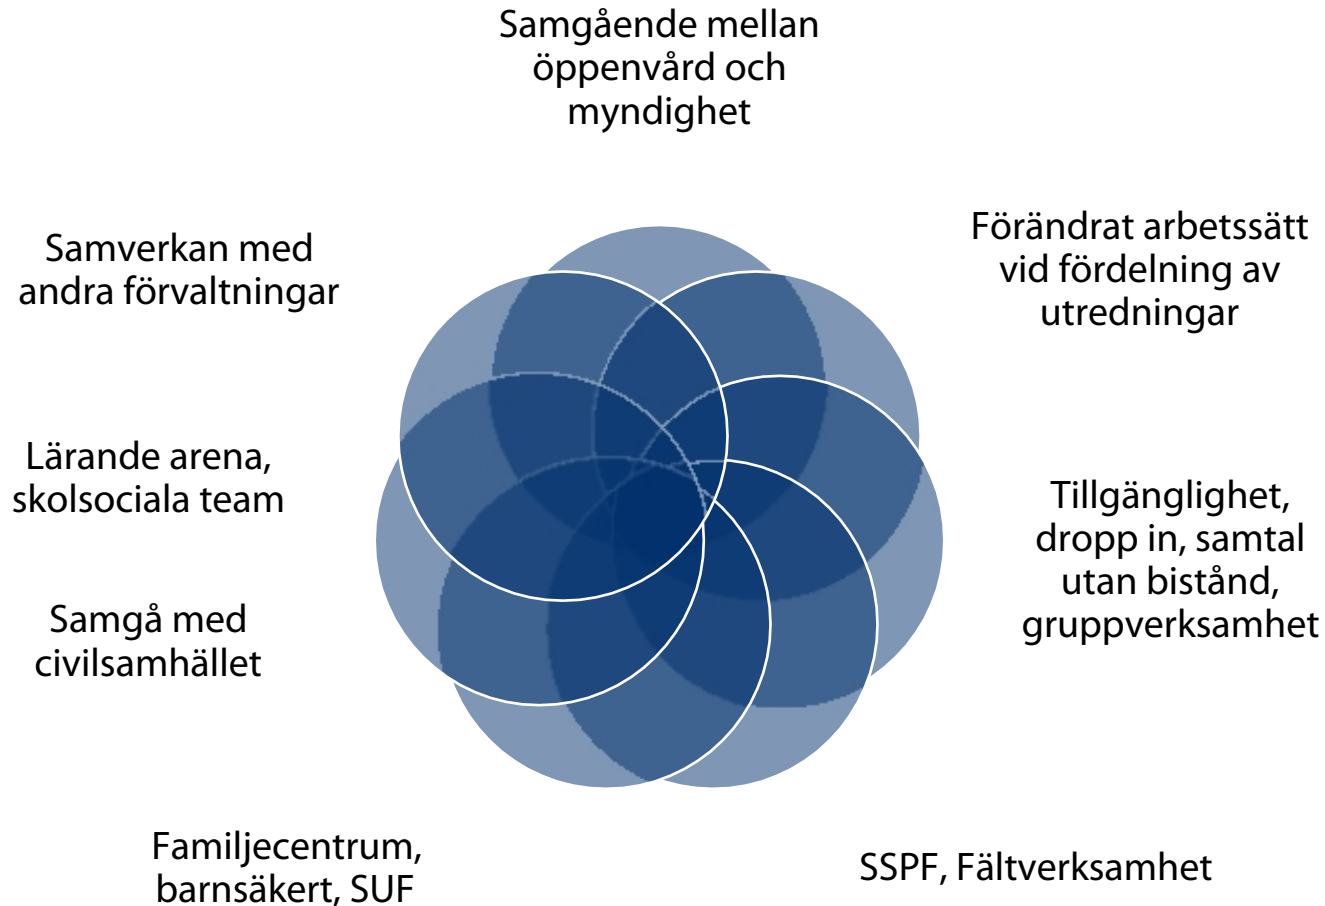 Samgående mellan
öppenvård och
myndighet
Förändrat arbetssätt
vid fördelning av
utredningar
Tillgänglighet,
dropp in, samtal
utan bistånd,
gruppverksamhet
SSPF, Fältverksamhet
Familjecentrum,
barnsäkert, SUF
Samgå med
civilsamhället
Lärande arena,
skolsociala team
Samverkan med
andra förvaltningar